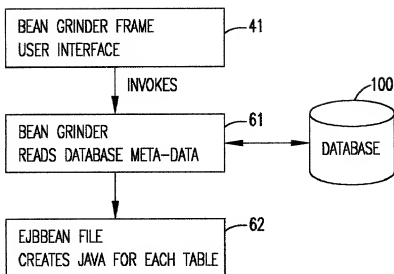 BEAN GRINDER FRAME
USER INTERFACE
41
INVOKES
100
BEAN GRINDER
READS DATABASE META-DATA
61
DATABASE
EJBBEAN FILE
CREATES JAVA FOR EACH TABLE
62